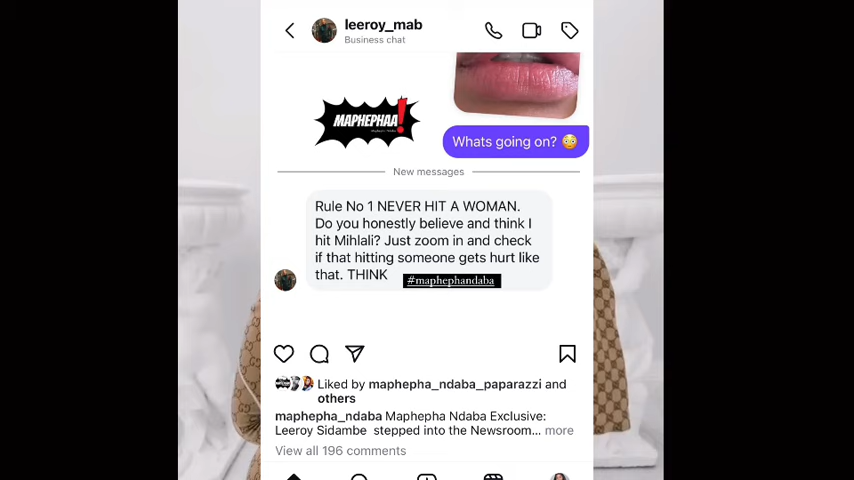 leeroy_mab
Business chat
MAPHEPHAA!
Whats going on? 😳
New messages
Rule No 1 NEVER HIT A WOMAN.
Do you honestly believe and think I
hit Mihlali? Just zoom in and check
if that hitting someone gets hurt like
that. THINK
#maphephandaba
Liked by maphepha_ndaba_paparazzi and
others
maphepha_ndaba Maphepha Ndaba Exclusive:
Leeroy Sidambe stepped into the Newsroom... more
View all 196 comments